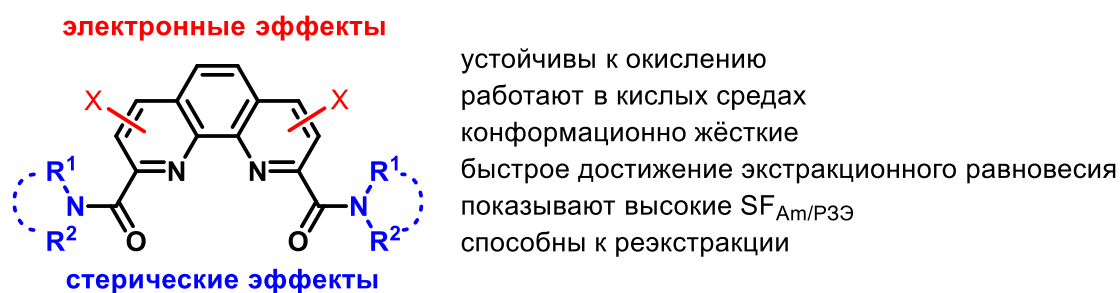 электронные эффекты
X X
N N
R¹ R¹
N N
R² R²
O O
стерические эффекты
устойчивы к окислению
работают в кислых средах
конформационно жёсткие
быстрое достижение экстракционного равновесия
показывают высокие SF_Am/РЗЭ
способны к реэкстракции